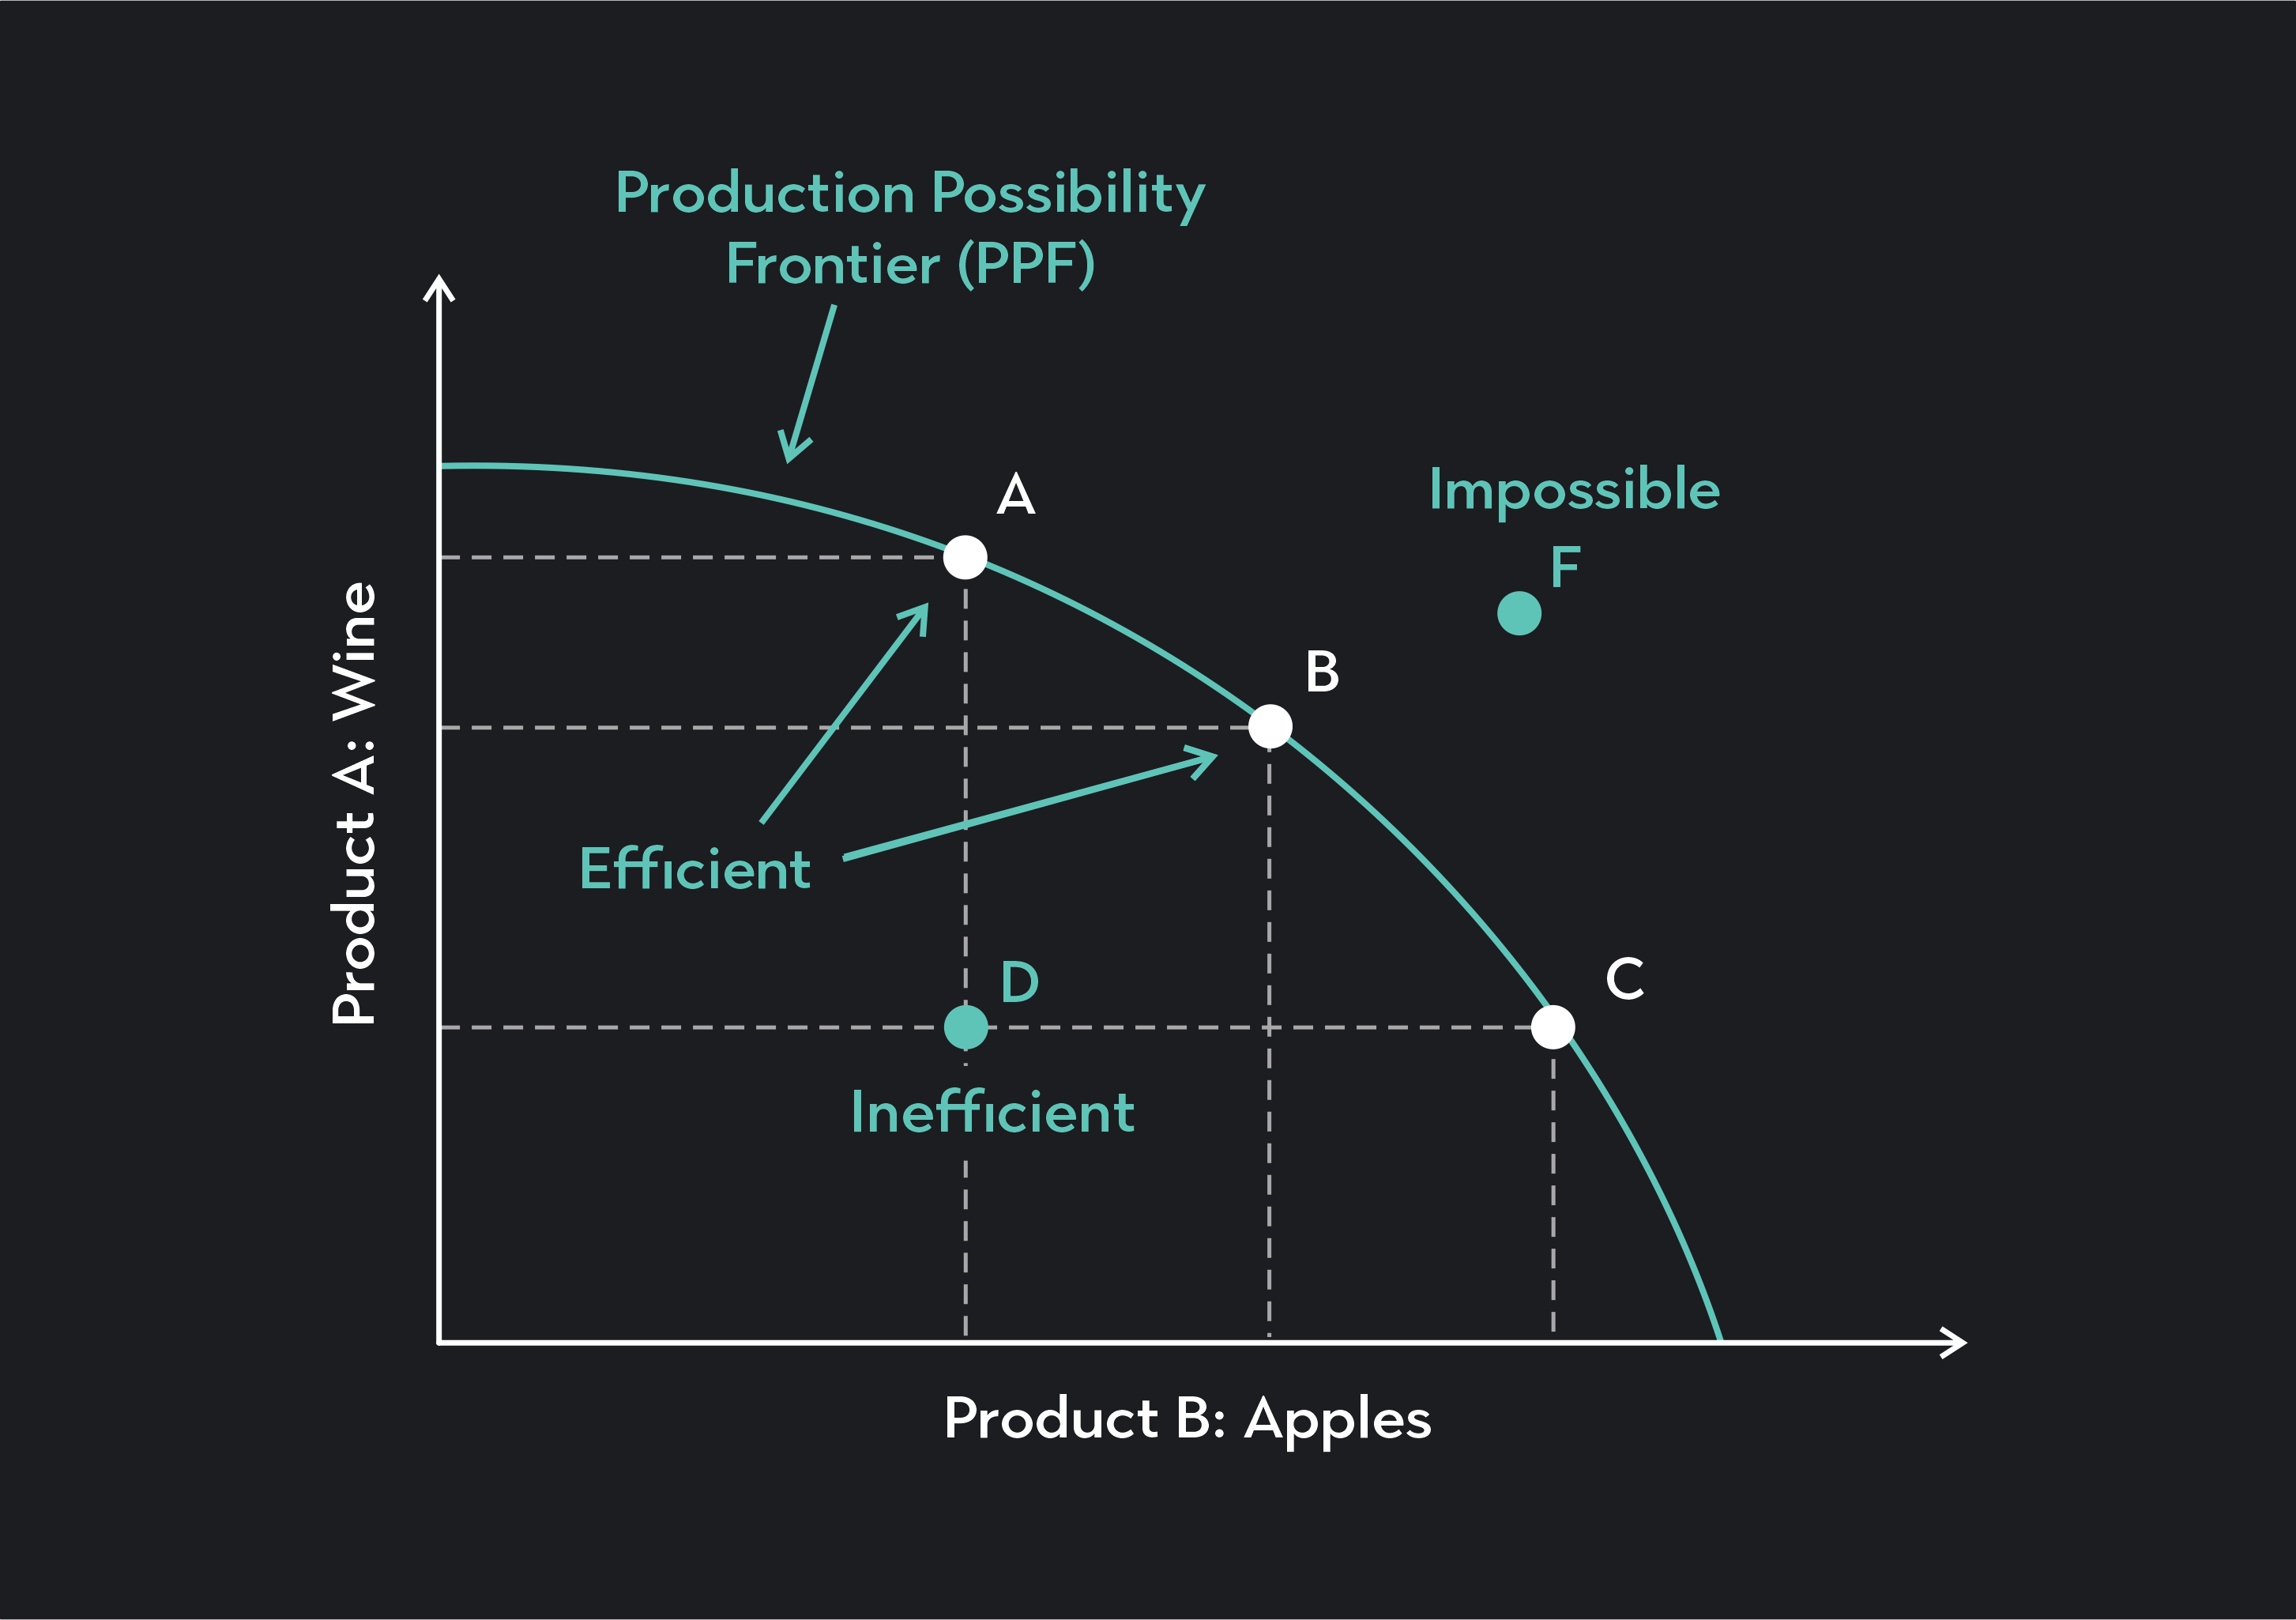 Production Possibility
Frontier (PPF)
A
Impossible
F
B
Product A: Wine
Efficient
D
C
Inefficient
Product B: Apples